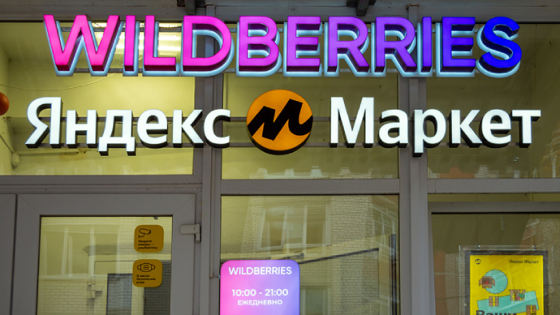 WILDBERRIES
Яндекс Маркет
WILDBERRIES
10:00 - 21:00
ЕЖЕДНЕВНО